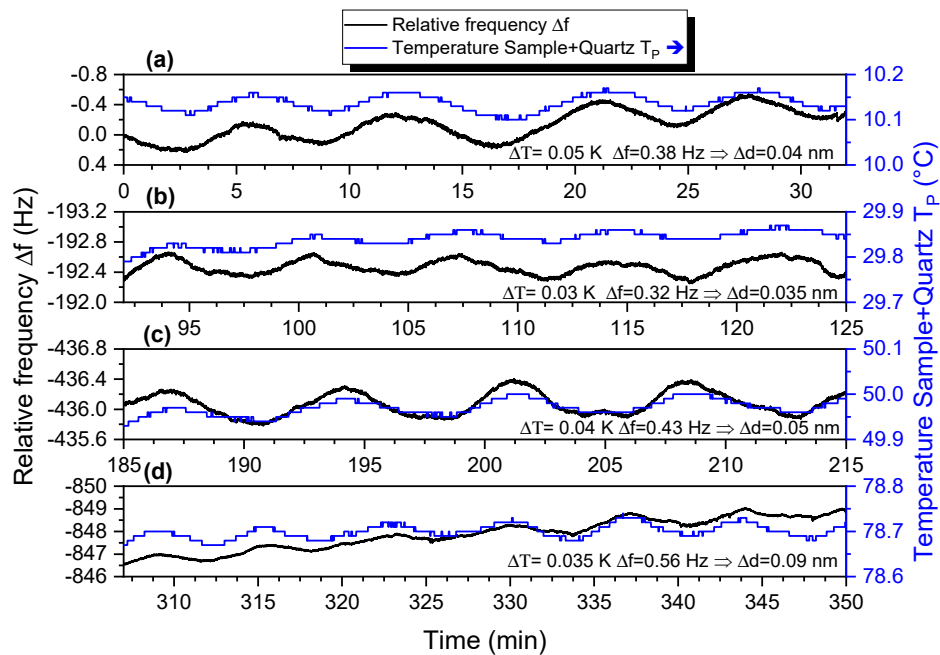 Relative frequency Δf
Temperature Sample+Quartz T_P ➔
(a)
-0.8
-0.4
0.0
0.4
10.2
10.1
10.0
ΔT= 0.05 K Δf=0.38 Hz ⇒ Δd=0.04 nm
0 5 10 15 20 25 30
(b)
-193.2
-192.8
-192.4
-192.0
29.9
29.8
29.7
ΔT= 0.03 K Δf=0.32 Hz ⇒ Δd=0.035 nm
95 100 105 110 115 120 125
(c)
-436.8
-436.4
-436.0
-435.6
50.1
50.0
49.9
ΔT= 0.04 K Δf=0.43 Hz ⇒ Δd=0.05 nm
185 190 195 200 205 210 215
(d)
-850
-849
-848
-847
-846
78.8
78.7
78.6
ΔT= 0.035 K Δf=0.56 Hz ⇒ Δd=0.09 nm
310 315 320 325 330 335 340 345 350
Time (min)
Relative frequency Δf (Hz)
Temperature Sample+Quartz T_P (°C)